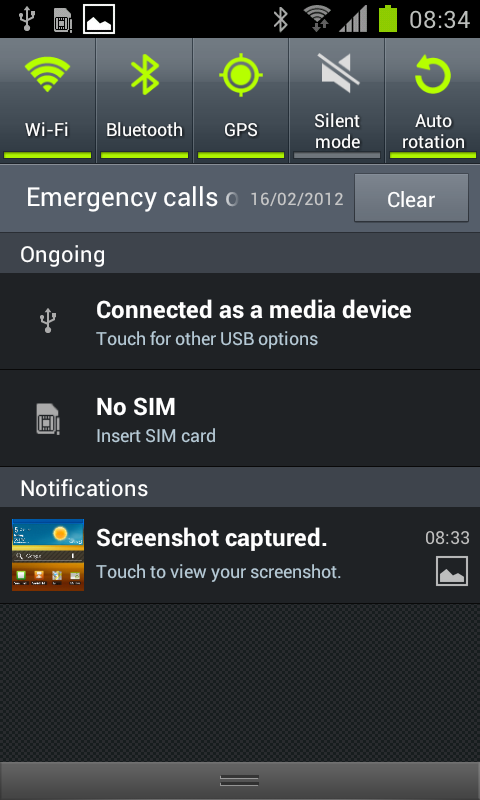 08:34
Wi-Fi
Bluetooth
GPS
Silent
mode
Auto
rotation
Emergency calls
16/02/2012
Clear
Ongoing
Connected as a media device
Touch for other USB options
No SIM
Insert SIM card
Notifications
Screenshot captured.
08:33
Touch to view your screenshot.